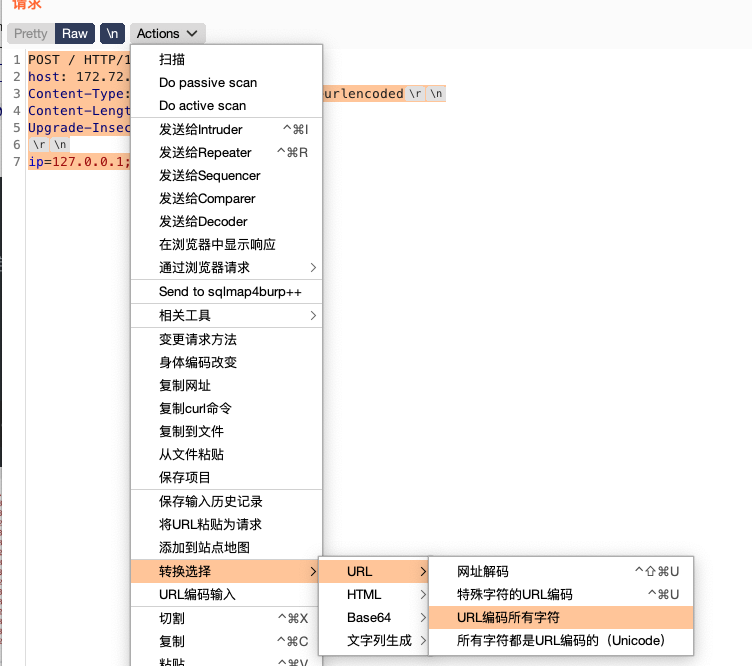 请求
Pretty Raw \n Actions
1 POST / HTTP/1
2 host: 172.72.
3 Content-Type: urlencoded \r \n
4 Content-Lengt
5 Upgrade-Insec
6 \r \n
7 ip=127.0.0.1;
扫描
Do passive scan
Do active scan
发送给Intruder ^⌘I
发送给Repeater ^⌘R
发送给Sequencer
发送给Comparer
发送给Decoder
在浏览器中显示响应
通过浏览器请求
Send to sqlmap4burp++
相关工具
变更请求方法
身体编码改变
复制网址
复制curl命令
复制到文件
从文件粘贴
保存项目
保存输入历史记录
将URL粘贴为请求
添加到站点地图
转换选择
URL编码输入
切割 ^⌘X
复制 ^⌘C
粘贴 ^⌘V
URL
HTML
Base64
文字列生成
网址解码 ^⇧⌘U
特殊字符的URL编码 ^⌘U
URL编码所有字符
所有字符都是URL编码的（Unicode）